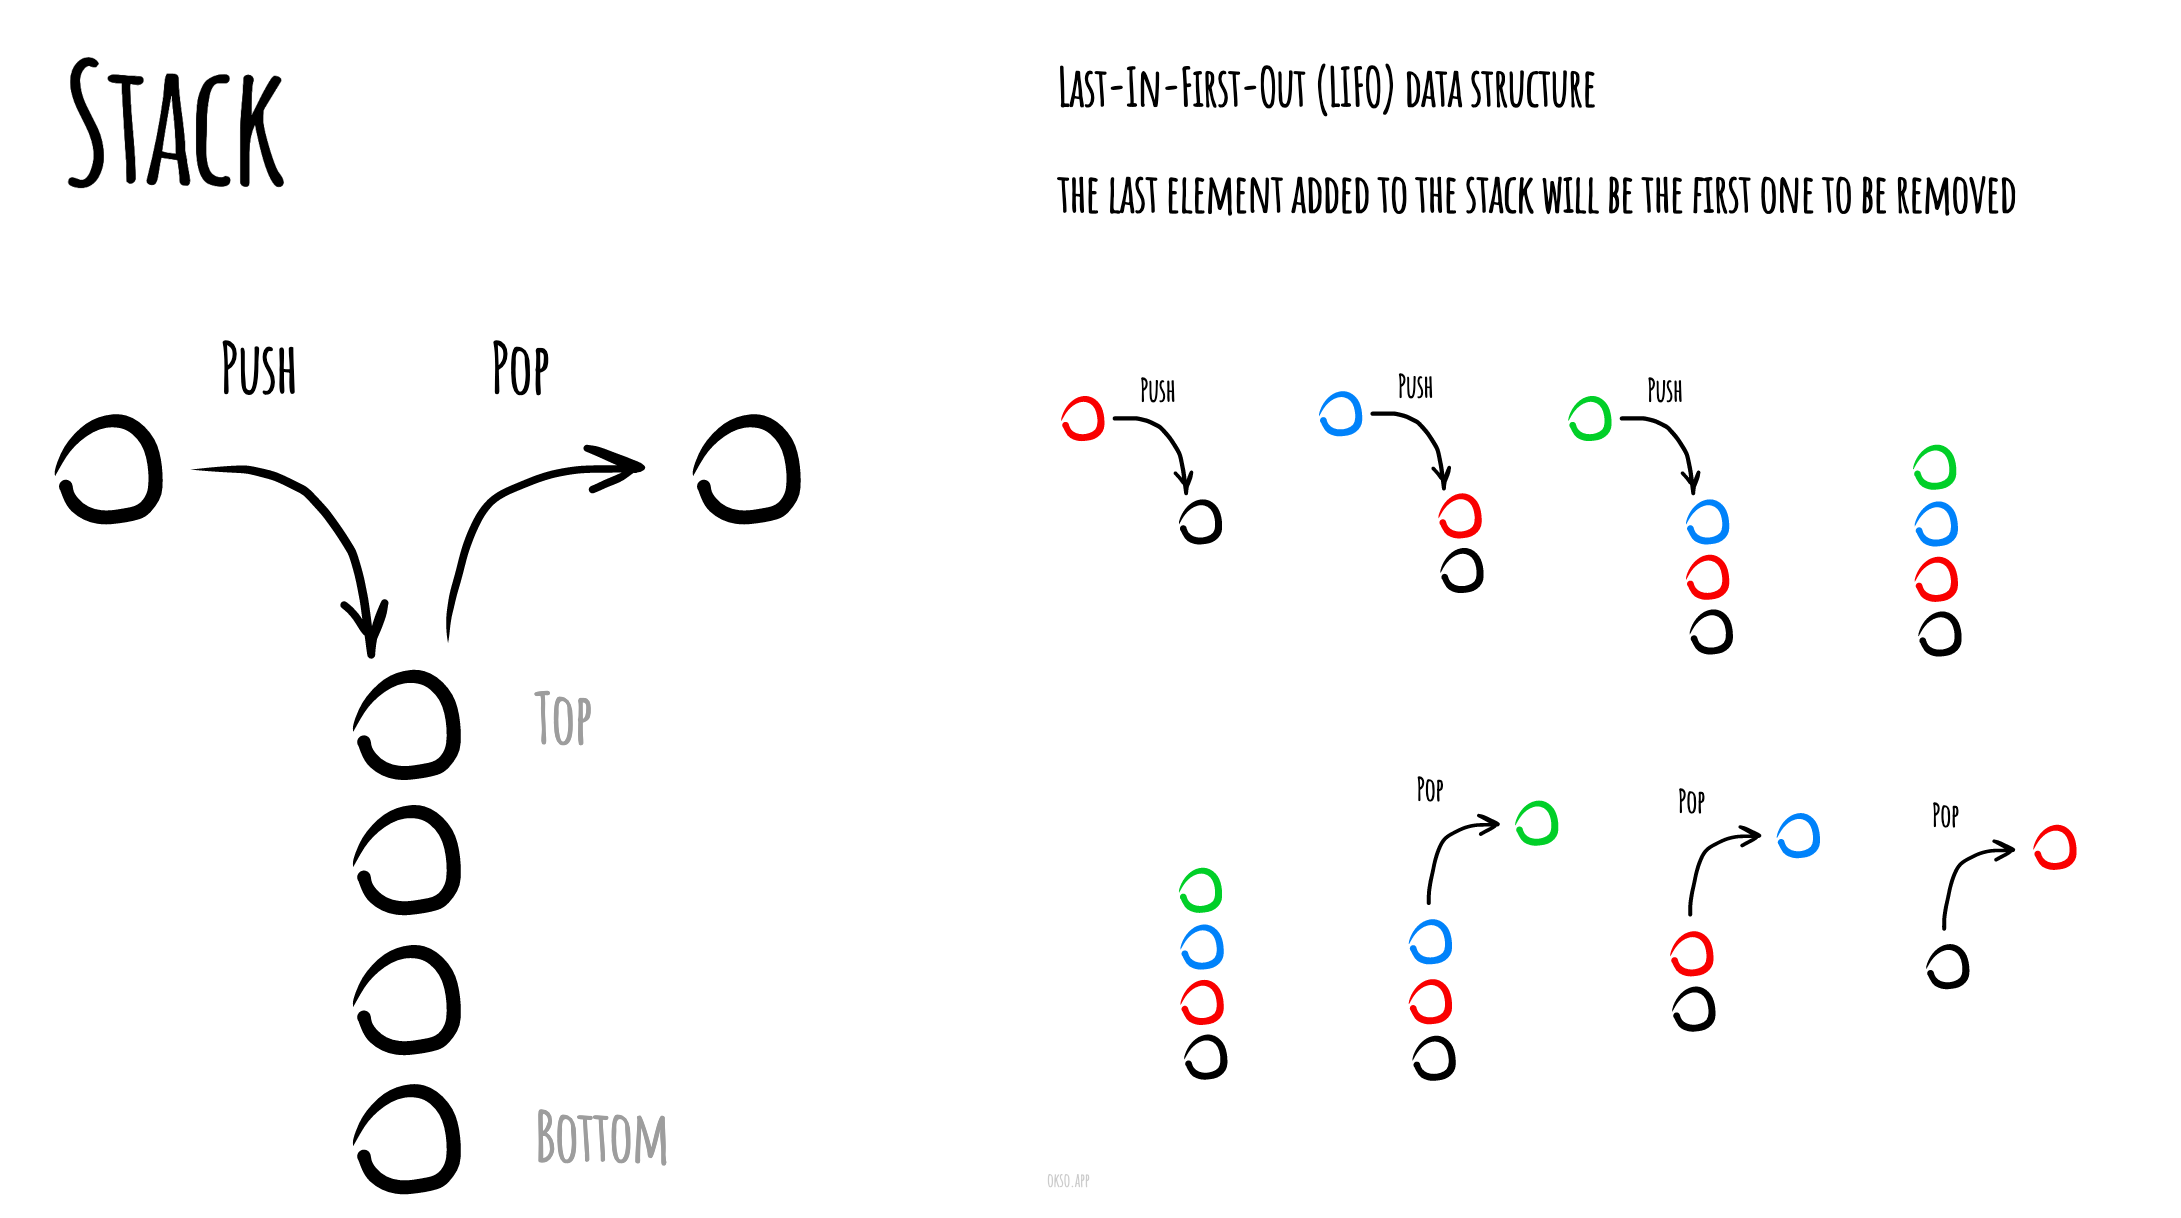 STACK
LAST-IN-FIRST-OUT (LIFO) DATA STRUCTURE
THE LAST ELEMENT ADDED TO THE STACK WILL BE THE FIRST ONE TO BE REMOVED
PUSH
POP
TOP
BOTTOM
PUSH
PUSH
PUSH
POP
POP
POP
OKSO.APP